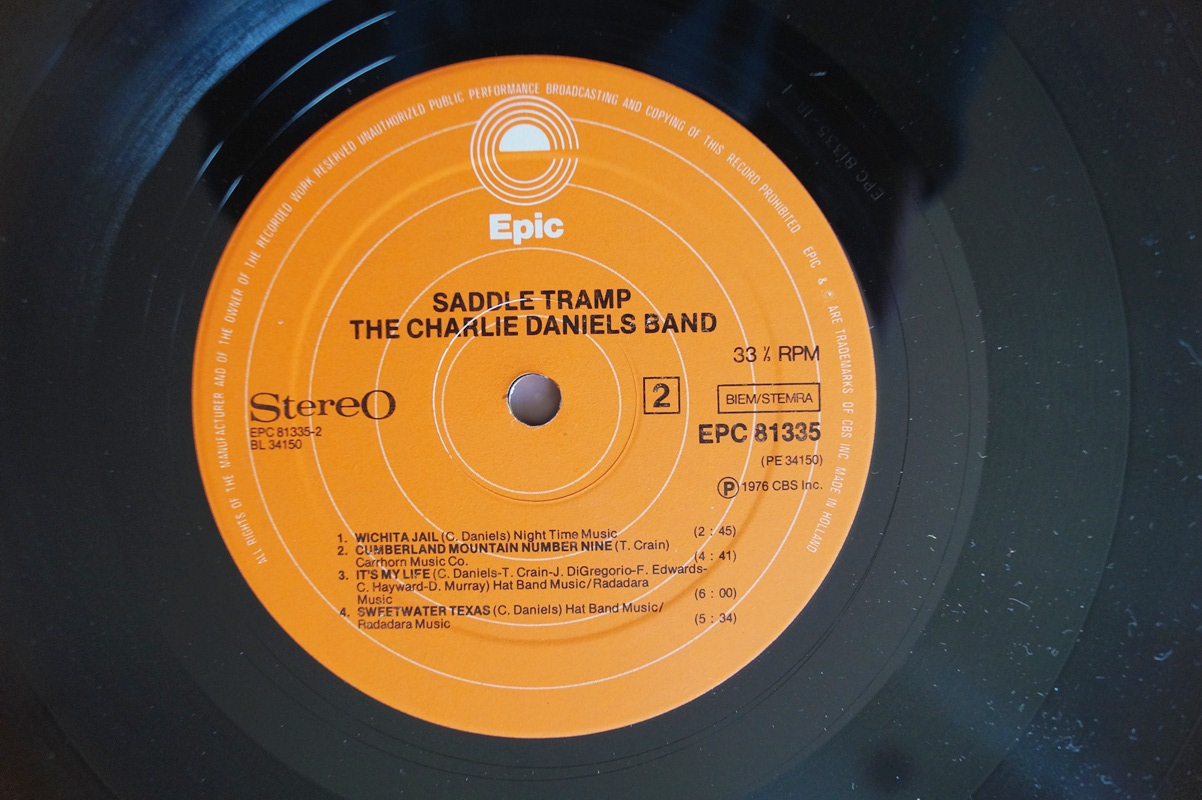 ALL RIGHTS OF THE MANUFACTURER AND OF THE OWNER OF THE RECORDED WORK RESERVED UNAUTHORIZED PUBLIC PERFORMANCE BROADCASTING AND COPYING OF THIS RECORD PROHIBITED EPIC & ARE TRADEMARKS OF CBS INC. MADE IN HOLLAND
Epic
SADDLE TRAMP
THE CHARLIE DANIELS BAND
33 ⅓ RPM
StereO
2
BIEM/STEMRA
EPC 81335-2
BL 34150
EPC 81335
(PE 34150)
Ⓟ 1976 CBS Inc.
1. WICHITA JAIL (C. Daniels) Night Time Music (2 : 45)
2. CUMBERLAND MOUNTAIN NUMBER NINE (T. Crain)
Carrhorn Music Co. (4 : 41)
3. IT'S MY LIFE (C. Daniels-T. Crain-J. DiGregorio-F. Edwards-
C. Hayward-D. Murray) Hat Band Music/Radadara
Music (6 : 00)
4. SWEETWATER TEXAS (C. Daniels) Hat Band Music/
Radadara Music (5 : 34)
EPC 81335